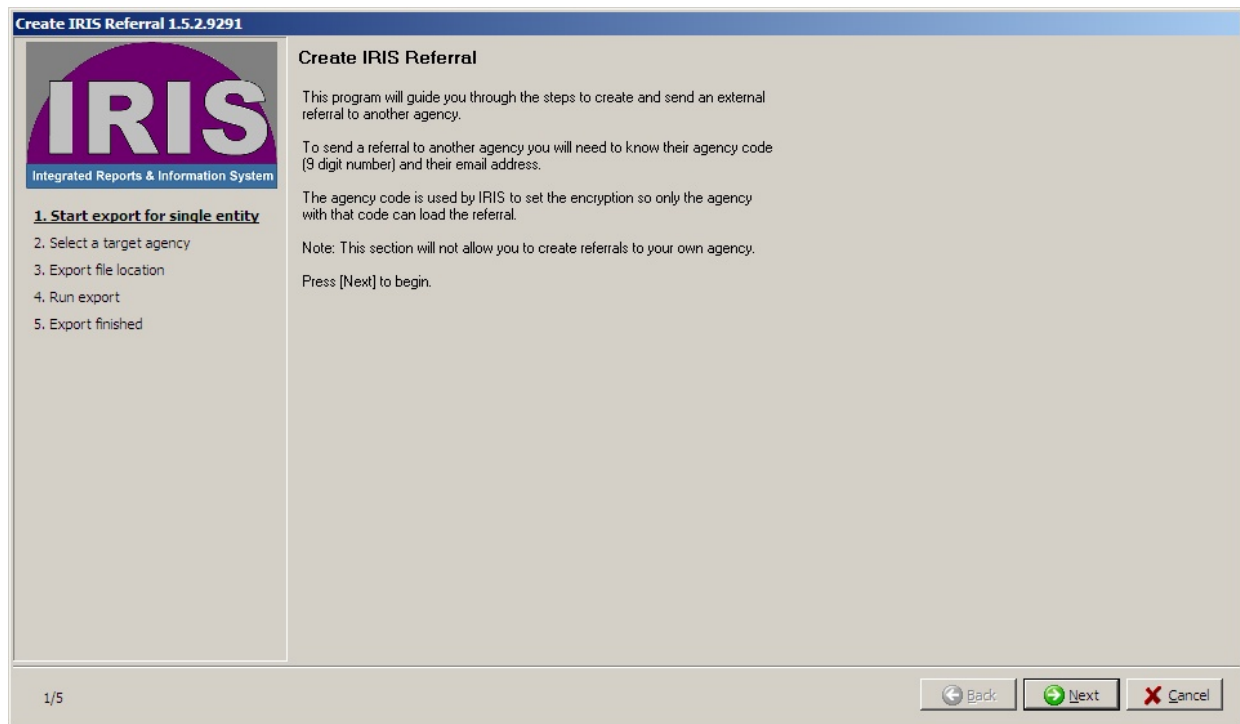 Create IRIS Referral 1.5.2.9291
IRIS
Integrated Reports & Information System
1. Start export for single entity
2. Select a target agency
3. Export file location
4. Run export
5. Export finished
Create IRIS Referral
This program will guide you through the steps to create and send an external
referral to another agency.
To send a referral to another agency you will need to know their agency code
(9 digit number) and their email address.
The agency code is used by IRIS to set the encryption so only the agency
with that code can load the referral.
Note: This section will not allow you to create referrals to your own agency.
Press [Next] to begin.
1/5
Back
Next
Cancel